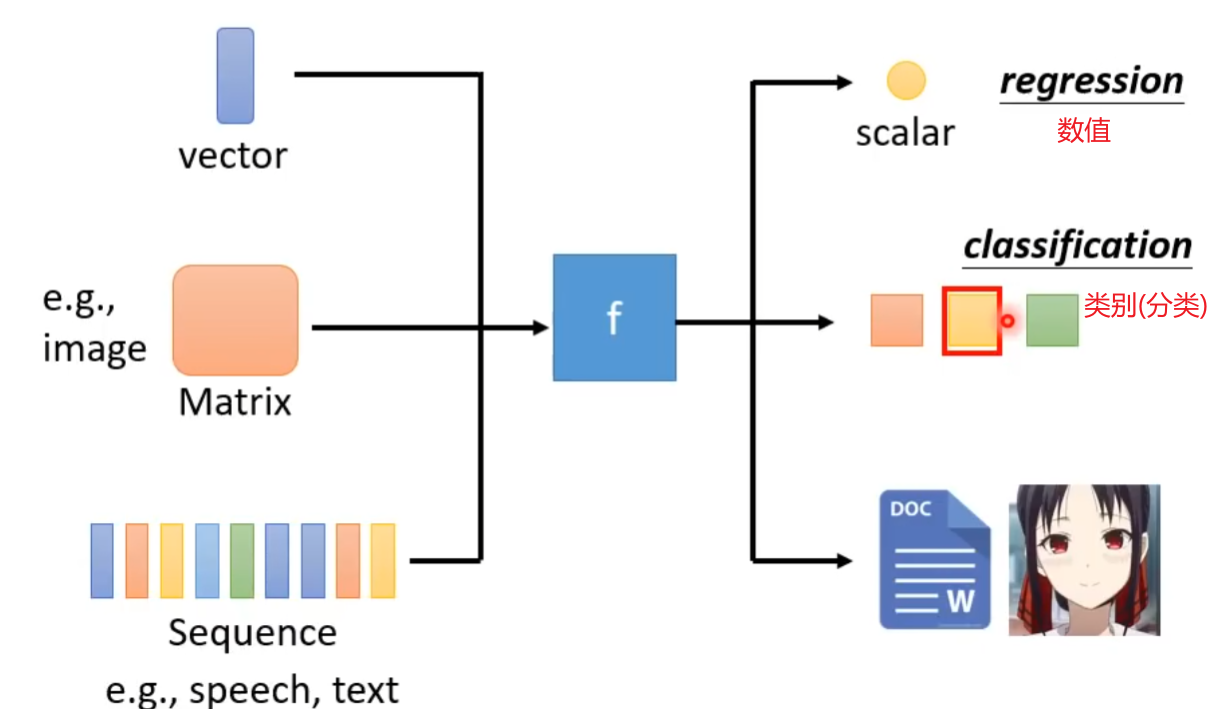 vector
e.g.,
image
Matrix
Sequence
e.g., speech, text
f
scalar
regression
数值
classification
类别(分类)
DOC
W